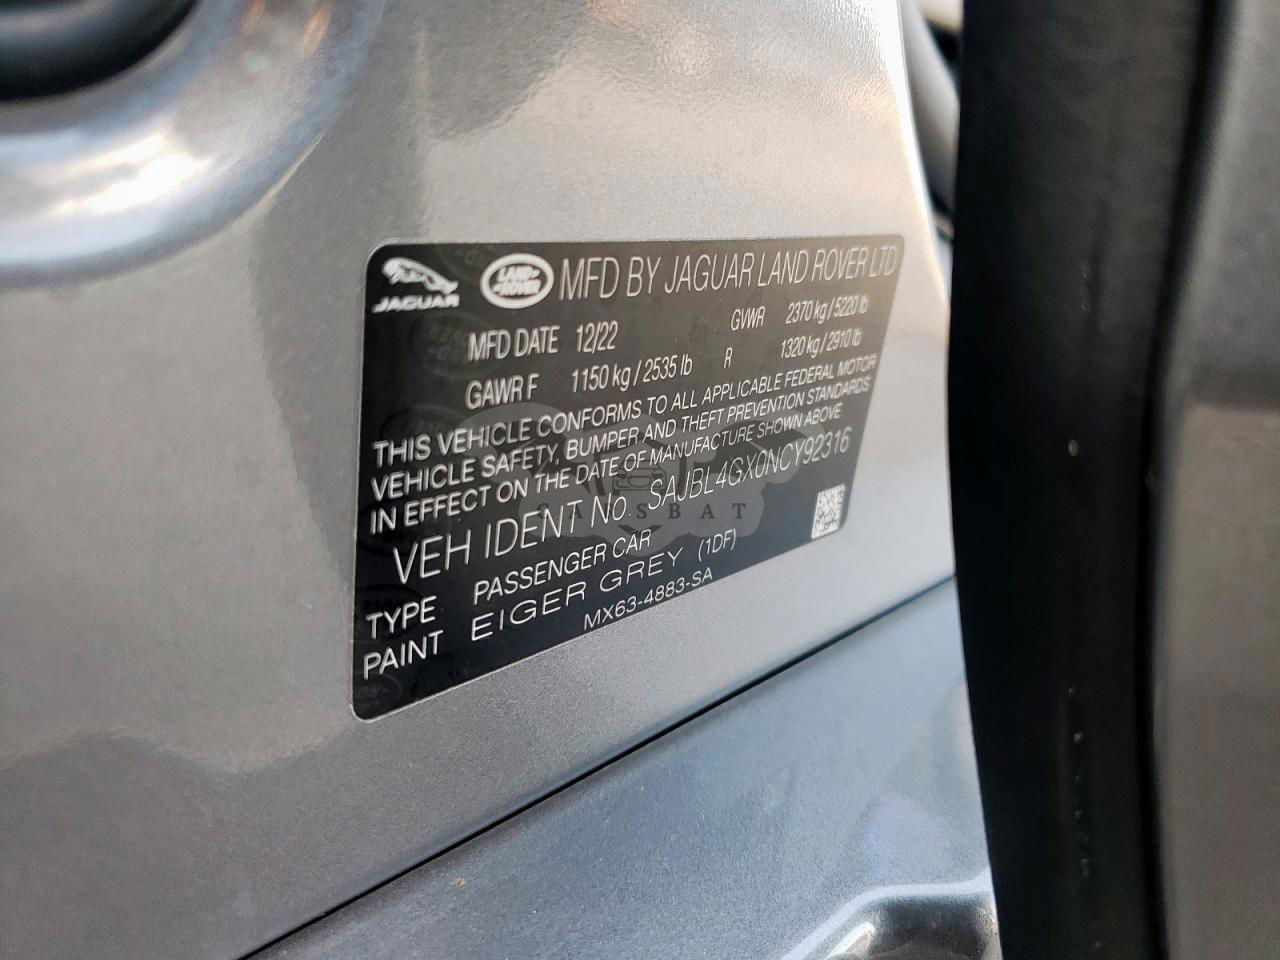 JAGUAR LAND ROVER MFD BY JAGUAR LAND ROVER LTD
MFD DATE 12/22 GVWR 2370 kg / 5220 lb
GAWR F 1150 kg / 2535 lb R 1320 kg / 2910 lb
THIS VEHICLE CONFORMS TO ALL APPLICABLE FEDERAL MOTOR
VEHICLE SAFETY, BUMPER AND THEFT PREVENTION STANDARDS
IN EFFECT ON THE DATE OF MANUFACTURE SHOWN ABOVE
VEH IDENT No. SAJBL4GX0NCY92316
CARSBAT
TYPE PASSENGER CAR
PAINT EIGER GREY (1DF)
MX63-4883-SA